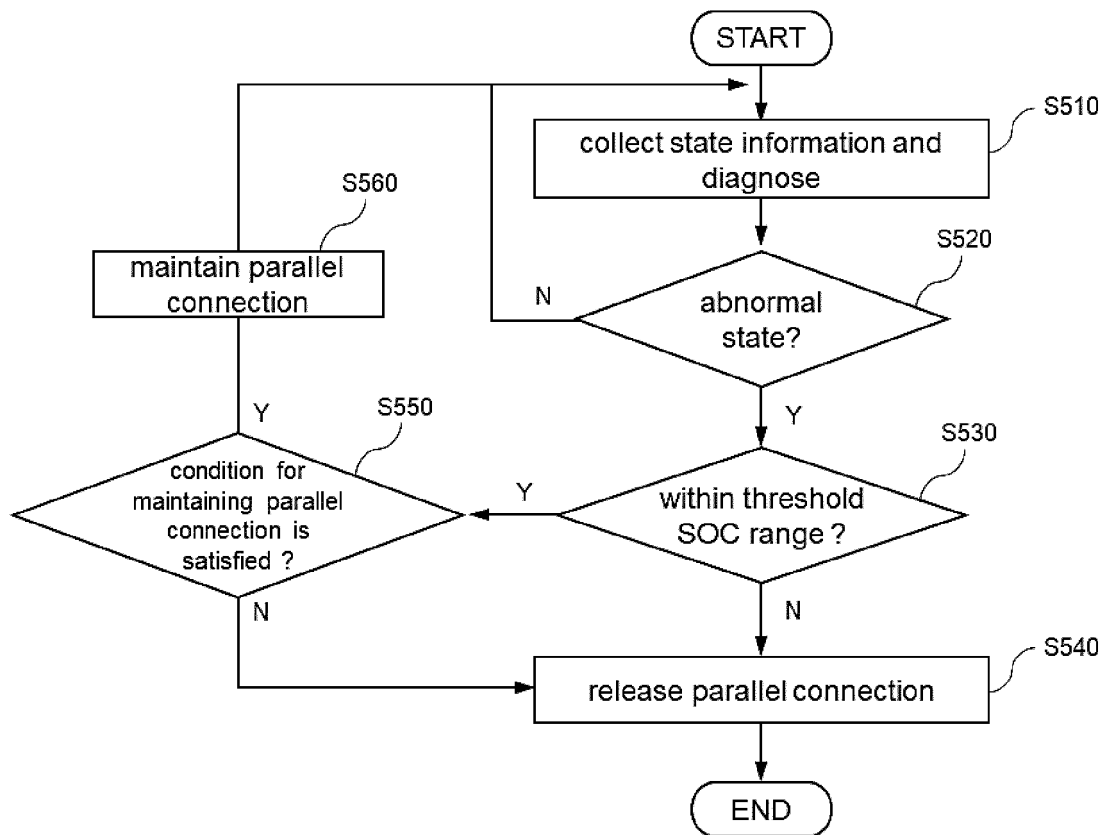 START
S510
collect state information and
diagnose
S560
maintain parallel
connection
S520
N
abnormal
state?
Y
Y
S550
S530
condition for
maintaining parallel
connection is
satisfied ?
Y
within threshold
SOC range ?
N
N
S540
release parallel connection
END